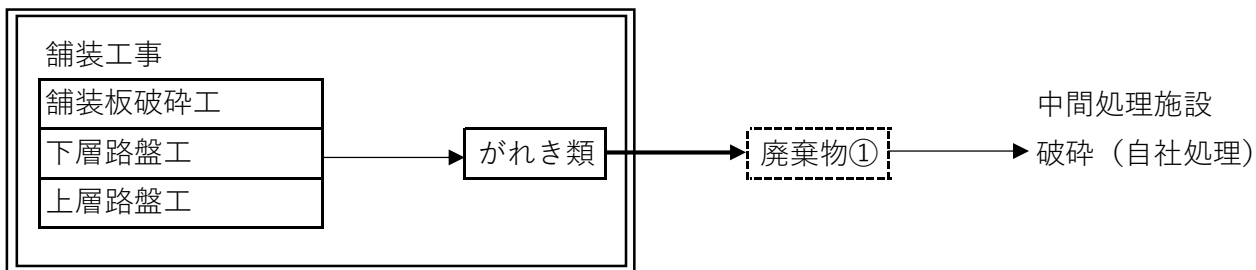 舗装工事
舗装板破砕工
下層路盤工
上層路盤工
がれき類
廃棄物①
中間処理施設
破砕（自社処理）